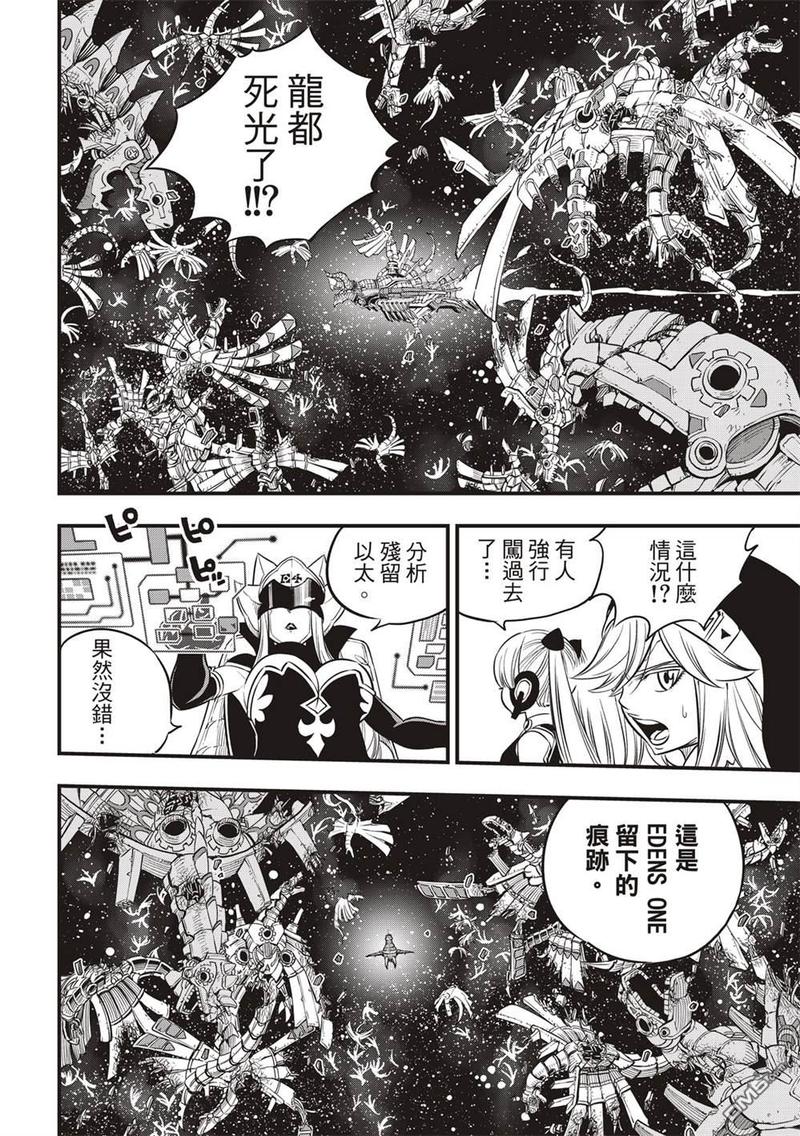 龍都
死光了!!?
這什麼
情況!?
有人
強行
闖過去
了…
分析
殘留
以太。
ピ
ピ
ピッ
E4
果然沒錯…
這是
EDENS ONE
留下的
痕跡。